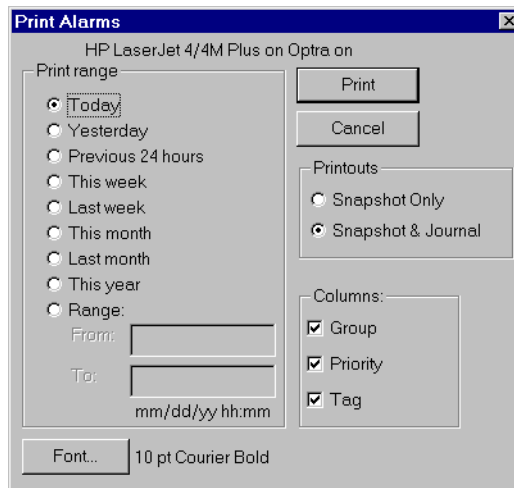 Print Alarms
HP LaserJet 4/4M Plus on Optra on
Print range
Today
Yesterday
Previous 24 hours
This week
Last week
This month
Last month
This year
Range:
From:
To:
mm/dd/yy hh:mm
Print
Cancel
Printouts
Snapshot Only
Snapshot & Journal
Columns:
Group
Priority
Tag
Font...
10 pt Courier Bold